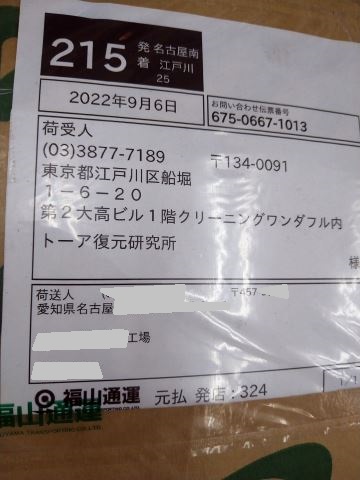 215
発 名古屋南
着 江戸川
25
2022年9月6日
お問い合わせ伝票番号
675-0667-1013
荷受人
(03)3877-7189 〒134-0091
東京都江戸川区船堀
1-6-20
第2大高ビル1階クリーニングワンダフル内
トーア復元研究所
様
荷送人
〒457
愛知県名古屋
工場
福山通運 元払 発店:324
福山通運